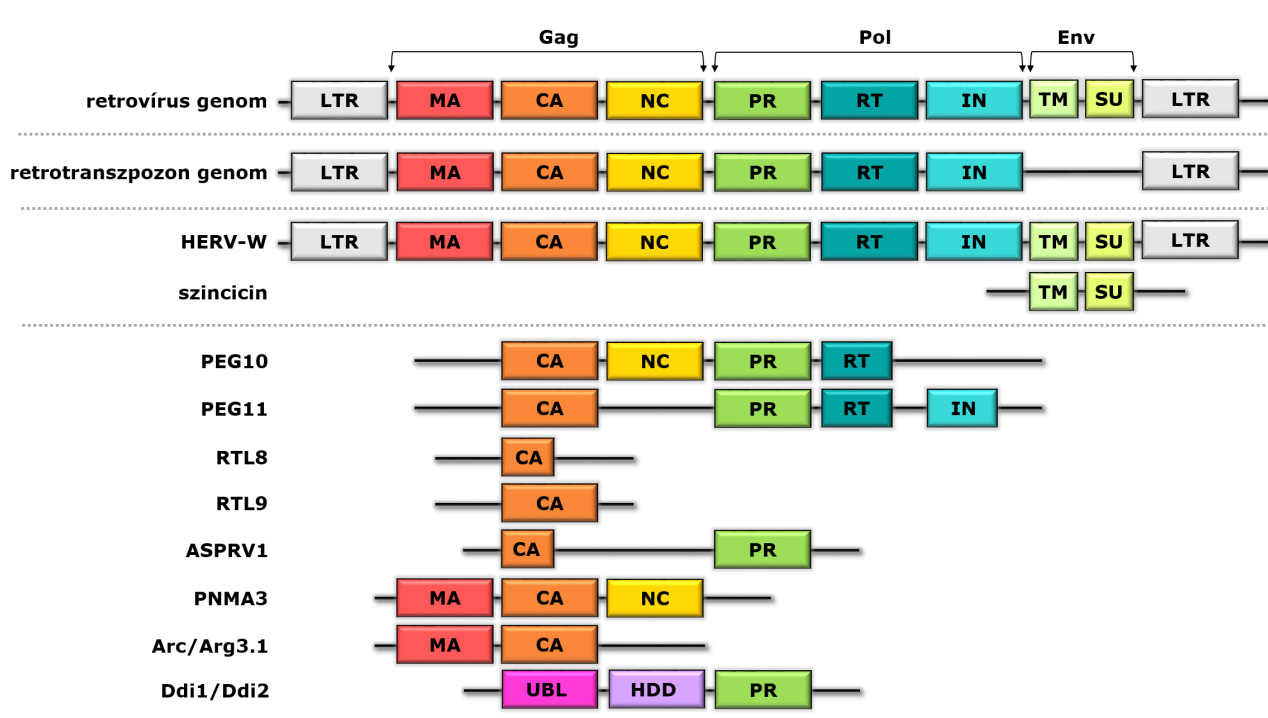 Gag Pol Env
retrovírus genom LTR MA CA NC PR RT IN TM SU LTR
retrotranszpozon genom LTR MA CA NC PR RT IN LTR
HERV-W LTR MA CA NC PR RT IN TM SU LTR
szincicin TM SU
PEG10 CA NC PR RT
PEG11 CA PR RT IN
RTL8 CA
RTL9 CA
ASPRV1 CA PR
PNMA3 MA CA NC
Arc/Arg3.1 MA CA
Ddi1/Ddi2 UBL HDD PR